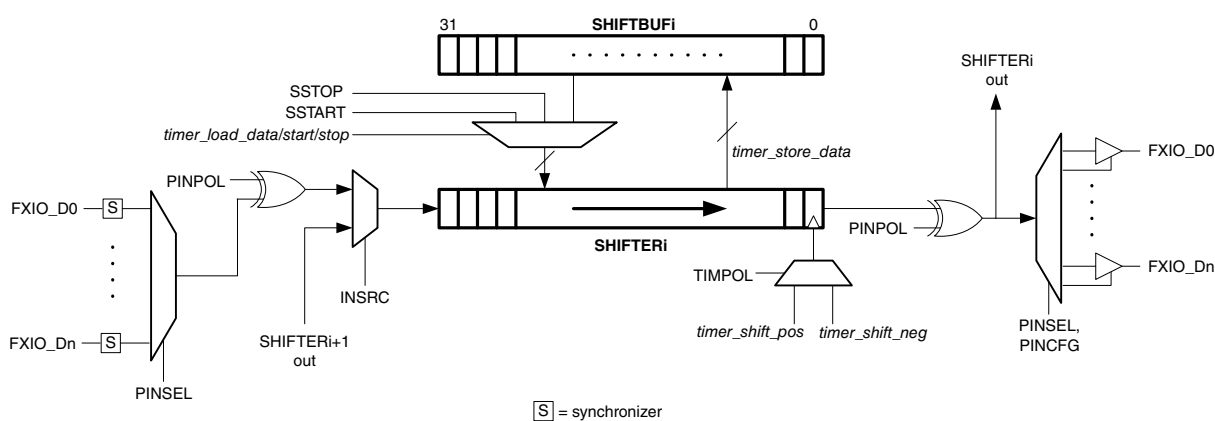 31
SHIFTBUFi
0
SSTOP
SSTART
timer_load_data/start/stop
timer_store_data
SHIFTERi
out
FXIO_D0
PINPOL
FXIO_D0
S
SHIFTERi
PINPOL
TIMPOL
INSRC
FXIO_Dn
FXIO_Dn
S
SHIFTERi+1
out
timer_shift_pos
timer_shift_neg
PINSEL,
PINCFG
PINSEL
S = synchronizer